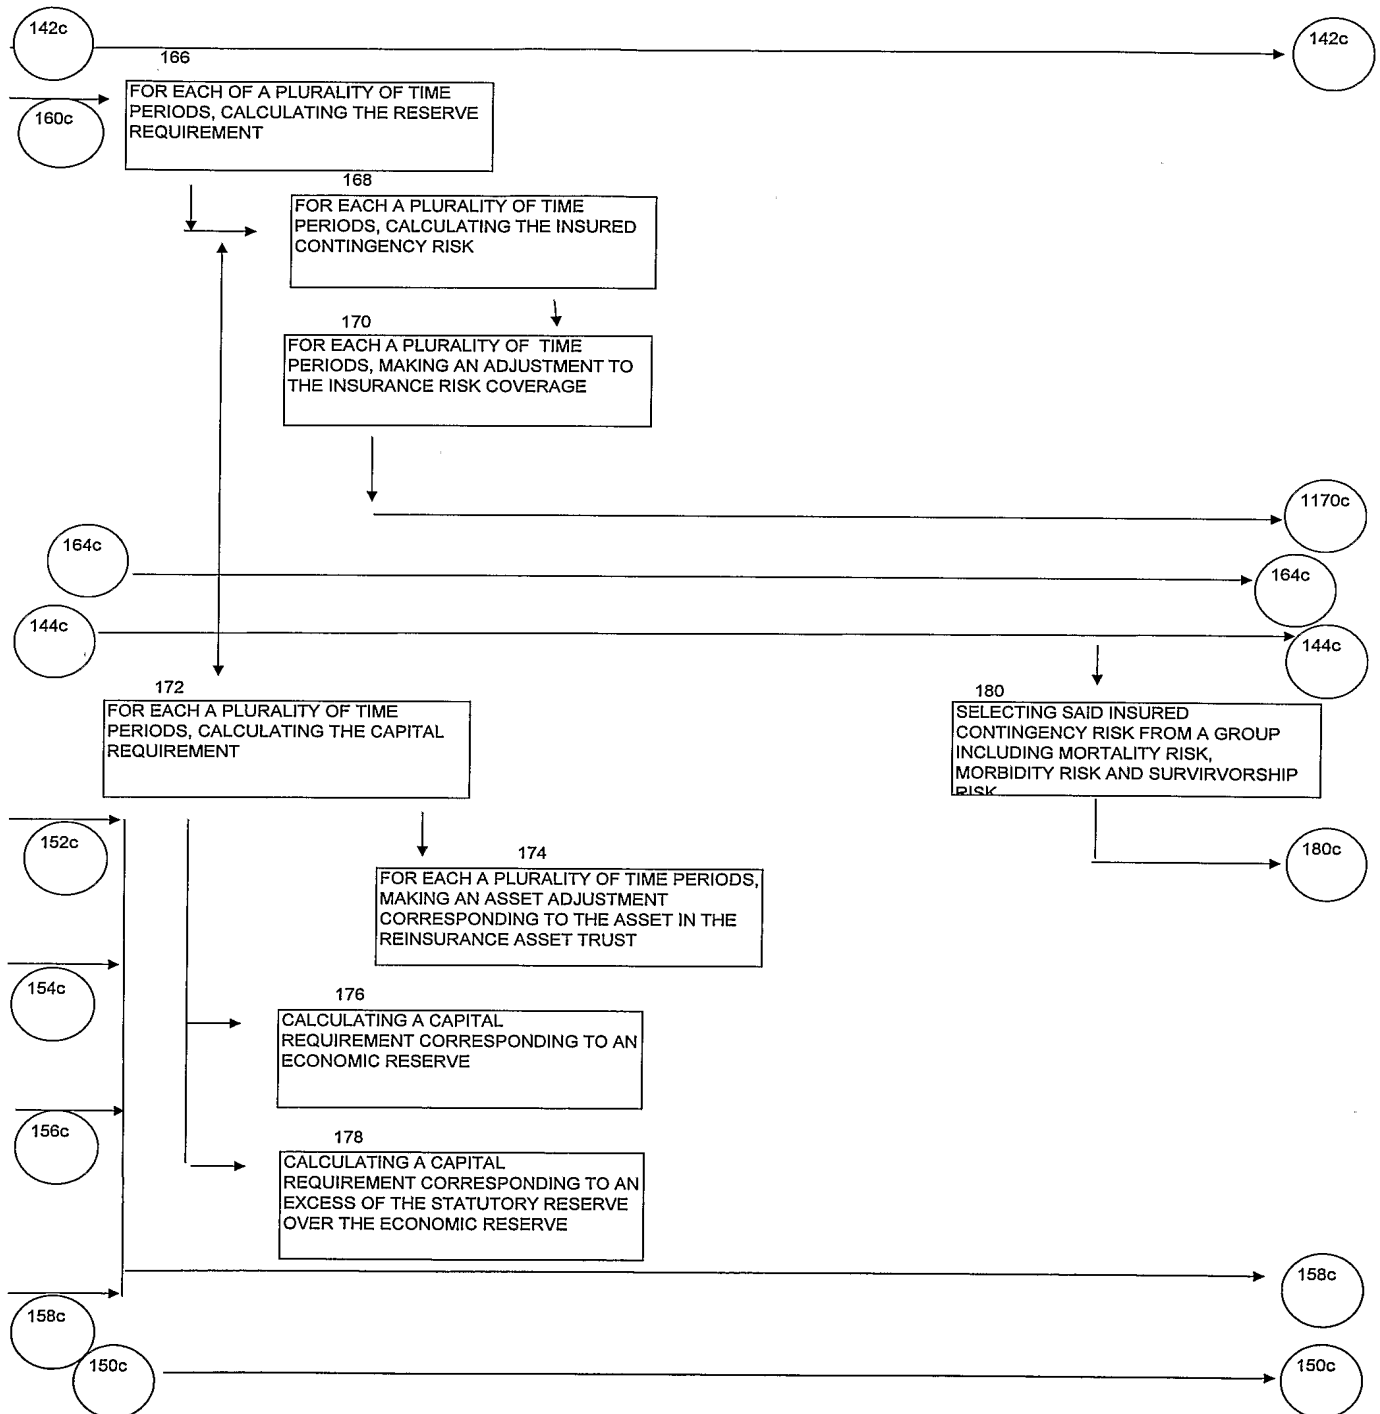 142c
142c
166
FOR EACH OF A PLURALITY OF TIME
PERIODS, CALCULATING THE RESERVE
REQUIREMENT
160c
168
FOR EACH A PLURALITY OF TIME
PERIODS, CALCULATING THE INSURED
CONTINGENCY RISK
170
FOR EACH A PLURALITY OF TIME
PERIODS, MAKING AN ADJUSTMENT TO
THE INSURANCE RISK COVERAGE
1170c
164c
164c
144c
144c
172
FOR EACH A PLURALITY OF TIME
PERIODS, CALCULATING THE CAPITAL
REQUIREMENT
180
SELECTING SAID INSURED
CONTINGENCY RISK FROM A GROUP
INCLUDING MORTALITY RISK,
MORBIDITY RISK AND SURVIRVORSHIP
RISK
152c
180c
174
FOR EACH A PLURALITY OF TIME PERIODS,
MAKING AN ASSET ADJUSTMENT
CORRESPONDING TO THE ASSET IN THE
REINSURANCE ASSET TRUST
154c
176
CALCULATING A CAPITAL
REQUIREMENT CORRESPONDING TO AN
ECONOMIC RESERVE
156c
178
CALCULATING A CAPITAL
REQUIREMENT CORRESPONDING TO AN
EXCESS OF THE STATUTORY RESERVE
OVER THE ECONOMIC RESERVE
158c
158c
150c
150c